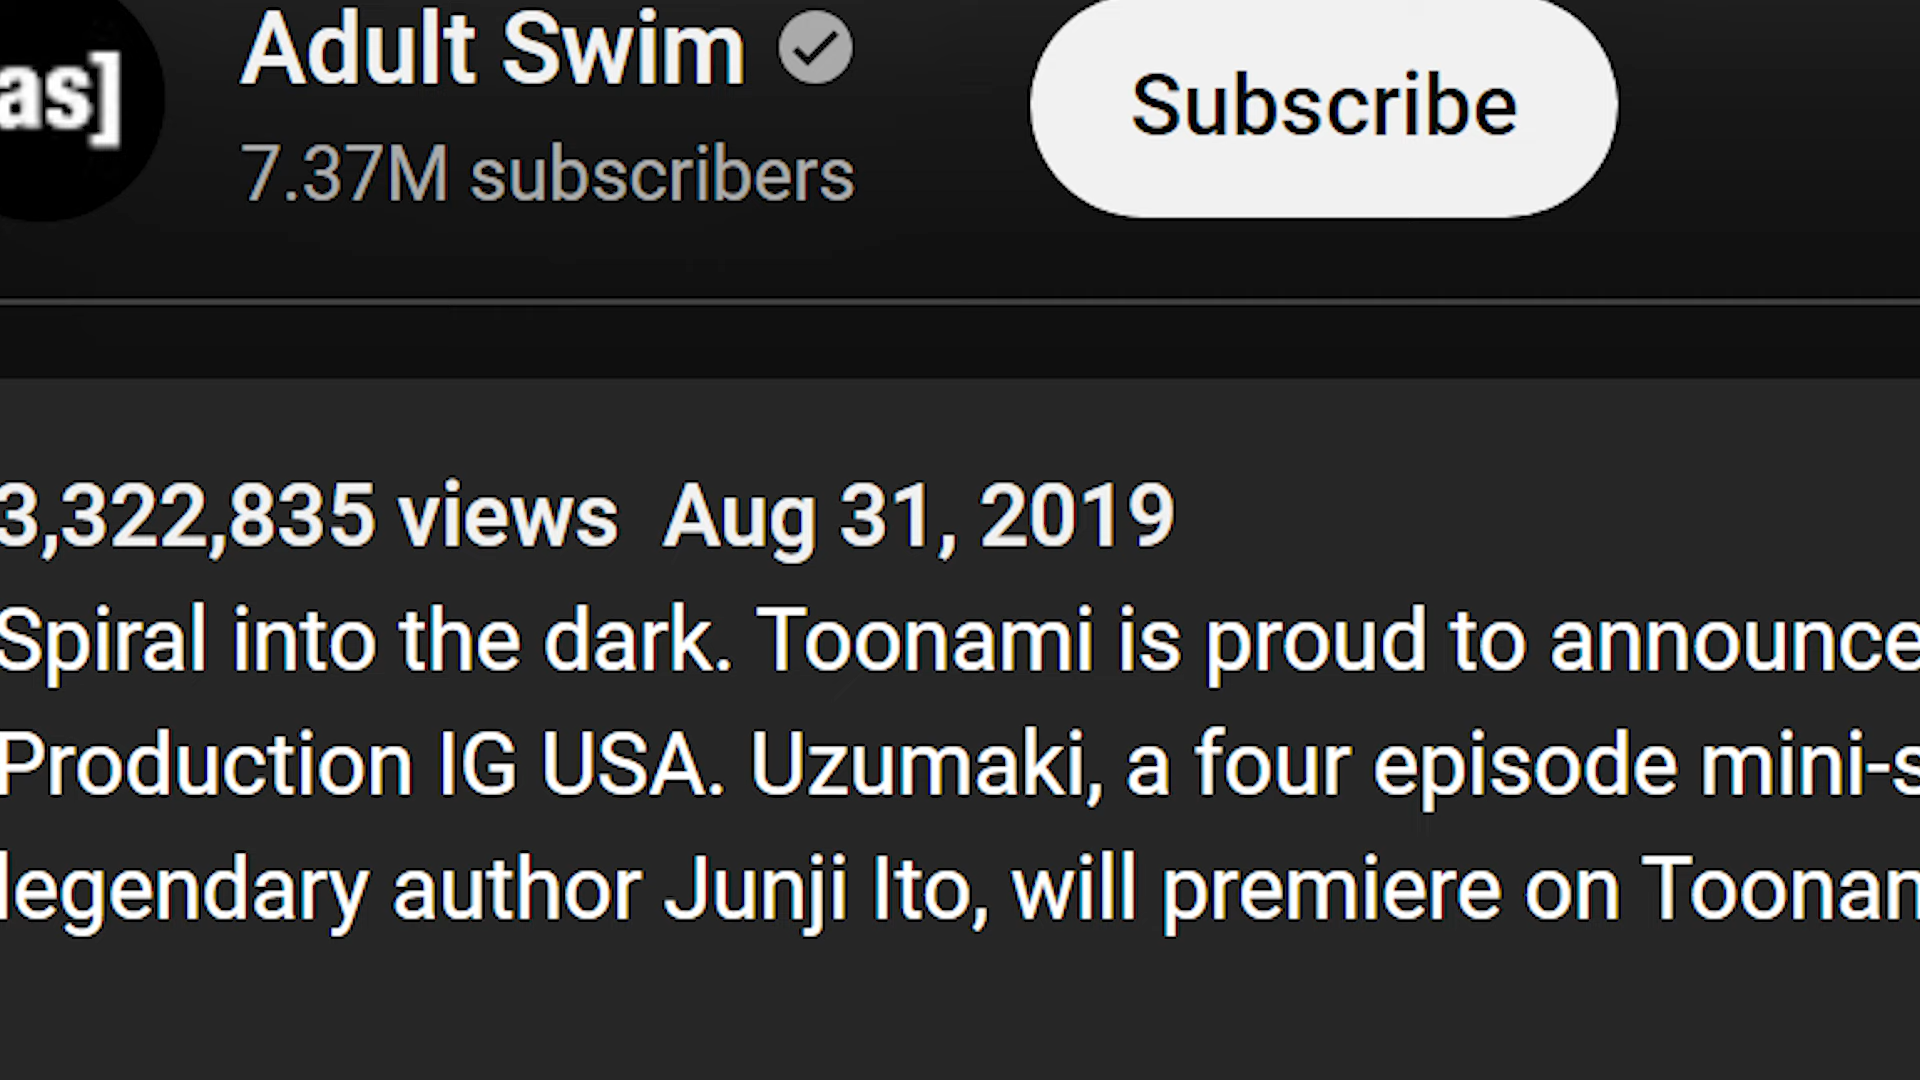 as]
Adult Swim
7.37M subscribers
Subscribe
3,322,835 views Aug 31, 2019
Spiral into the dark. Toonami is proud to announce
Production IG USA. Uzumaki, a four episode mini-s
legendary author Junji Ito, will premiere on Toonam